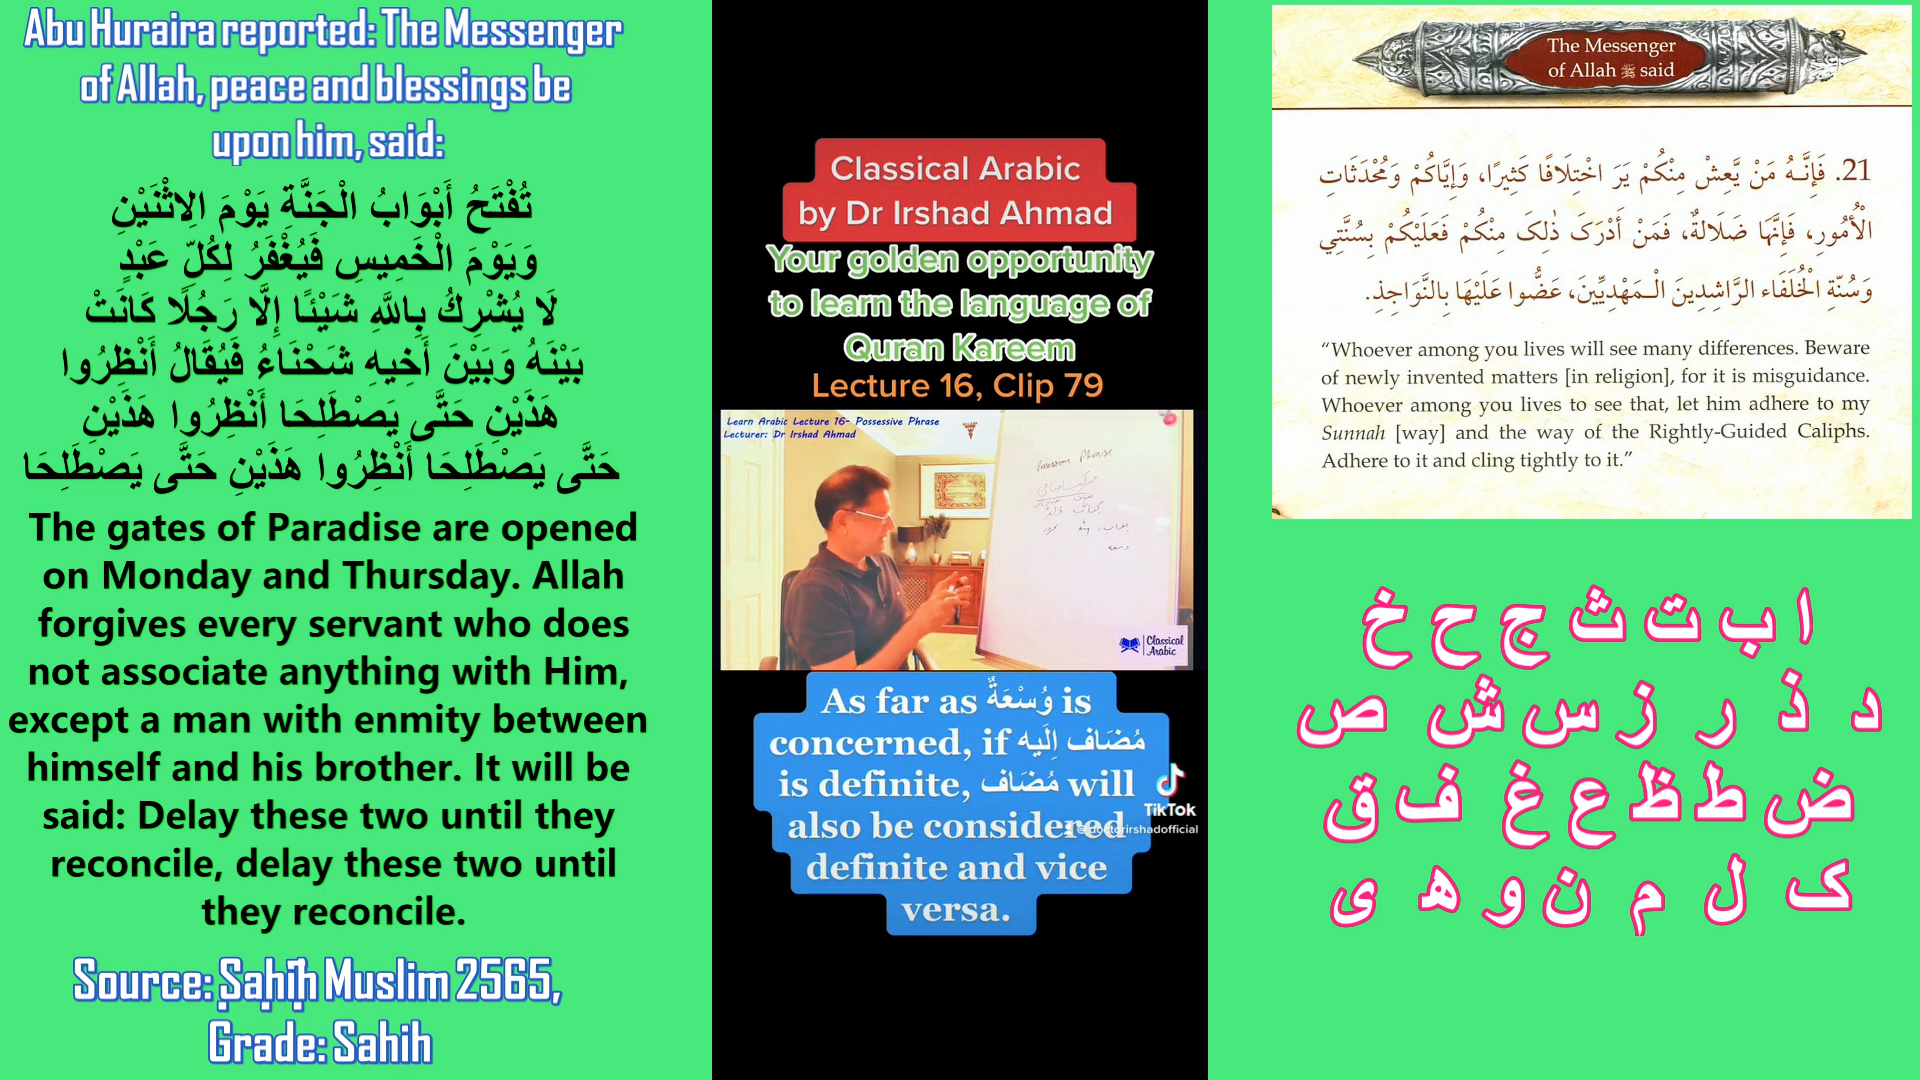 Abu Huraira reported: The Messenger
of Allah, peace and blessings be
upon him, said:
تُفْتَحُ أَبْوَابُ الْجَنَّةِ يَوْمَ الِاثْنَيْنِ
وَيَوْمَ الْخَمِيسِ فَيُغْفَرُ لِكُلِّ عَبْدٍ
لَا يُشْرِكُ بِاللَّهِ شَيْئًا إِلَّا رَجُلًا كَانَتْ
بَيْنَهُ وَبَيْنَ أَخِيهِ شَحْنَاءُ فَيُقَالُ أَنْظِرُوا
هَذَيْنِ حَتَّى يَصْطَلِحَا أَنْظِرُوا هَذَيْنِ
حَتَّى يَصْطَلِحَا أَنْظِرُوا هَذَيْنِ حَتَّى يَصْطَلِحَا
The gates of Paradise are opened
on Monday and Thursday. Allah
forgives every servant who does
not associate anything with Him,
except a man with enmity between
himself and his brother. It will be
said: Delay these two until they
reconcile, delay these two until
they reconcile.
Source: Ṣaḥīḥ Muslim 2565,
Grade: Sahih
Classical Arabic
by Dr Irshad Ahmad
Your golden opportunity
to learn the language of
Quran Kareem
Lecture 16, Clip 79
Learn Arabic Lecture 16- Possessive Phrase
Lecturer: Dr Irshad Ahmad
Possessive Phrase
Classical
Arabic
As far as وُسْعَةٌ is
concerned, if مُضَاف اِلَيه
is definite, مُضَاف will
also be considered
definite and vice
versa.
TikTok
@doctorirshadofficial
The Messenger
of Allah ﷺ said
21. فَإِنَّهُ مَنْ يَّعِشْ مِنْكُمْ يَرَ اخْتِلَافًا كَثِيرًا، وَإِيَّاكُمْ وَمُحْدَثَاتِ
الْأُمُورِ، فَإِنَّهَا ضَلَالةٌ، فَمَنْ أَدْرَكَ ذٰلِكَ مِنْكُمْ فَعَلَيْكُمْ بِسُنَّتِي
وَسُنَّةِ الْخُلَفَاء الرَّاشِدِينَ الْـمَهْدِيِّينَ، عَضُّوا عَلَيْهَا بِالنَّوَاجِذِ.
“Whoever among you lives will see many differences. Beware
of newly invented matters [in religion], for it is misguidance.
Whoever among you lives to see that, let him adhere to my
Sunnah [way] and the way of the Rightly-Guided Caliphs.
Adhere to it and cling tightly to it.”
ا ب ت ث ج ح خ
د ذ ر ز س ش ص
ض ط ظ ع غ ف ق
ک ل م ن و ه ی